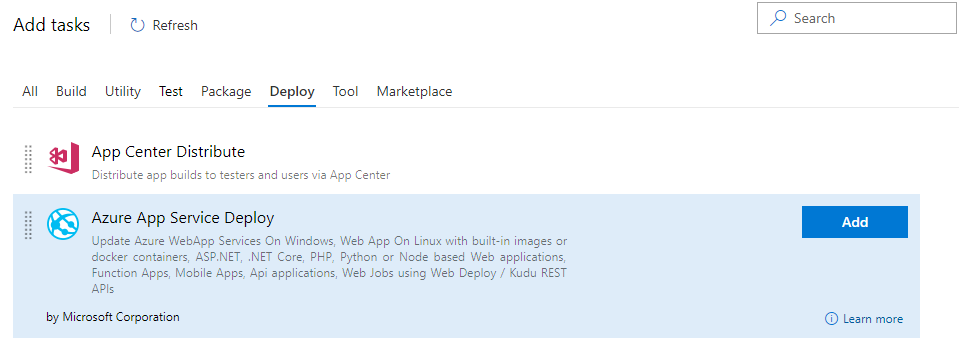 Add tasks
Refresh
Search
All Build Utility Test Package Deploy Tool Marketplace
App Center Distribute
Distribute app builds to testers and users via App Center
Azure App Service Deploy
Add
Update Azure WebApp Services On Windows, Web App On Linux with built-in images or
docker containers, ASP.NET, .NET Core, PHP, Python or Node based Web applications,
Function Apps, Mobile Apps, Api applications, Web Jobs using Web Deploy / Kudu REST
APIs
by Microsoft Corporation
Learn more